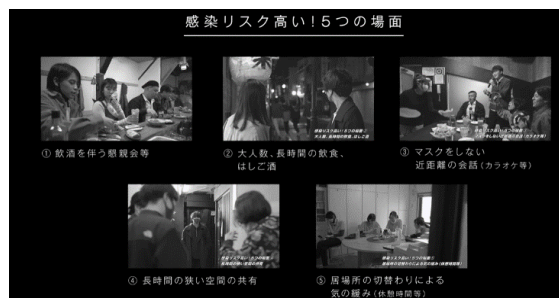 感染リスク高い！5つの場面
① 飲酒を伴う懇親会等
② 大人数、長時間の飲食、
はしご酒
③ マスクをしない
近距離の会話（カラオケ等）
④ 長時間の狭い空間の共有
⑤ 居場所の切替わりによる
気の緩み（休憩時間等）